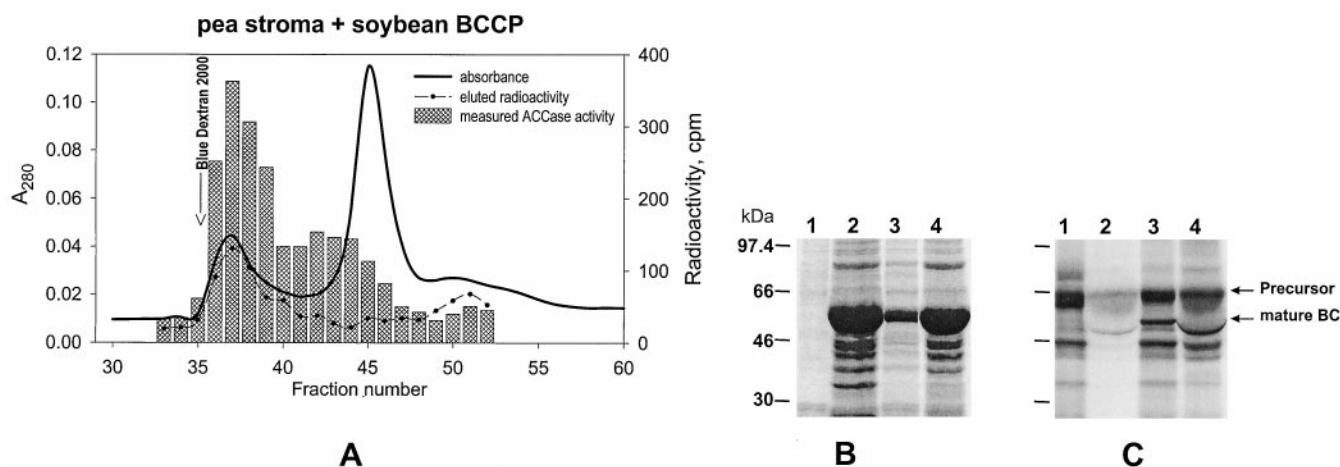 pea stroma + soybean BCCP
0.12
0.10
0.08
0.06
0.04
0.02
0.00
A280
Blue Dextran 2000
absorbance
eluted radioactivity
measured ACCase activity
400
300
200
100
0
Radioactivity, cpm
30 35 40 45 50 55 60
Fraction number
A
kDa 1 2 3 4
97.4
66
46
30
B
1 2 3 4
Precursor
mature BC
C